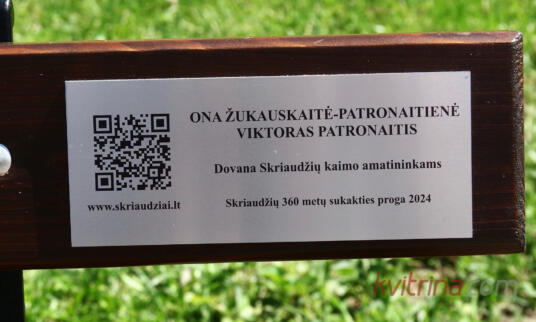 ONA ŽUKAUSKAITĖ-PATRONAITIENĖ
VIKTORAS PATRONAITIS
Dovana Skriaudžių kaimo amatininkams
www.skriaudziai.lt
Skriaudžių 360 metų sukakties proga 2024
kvitrina.com